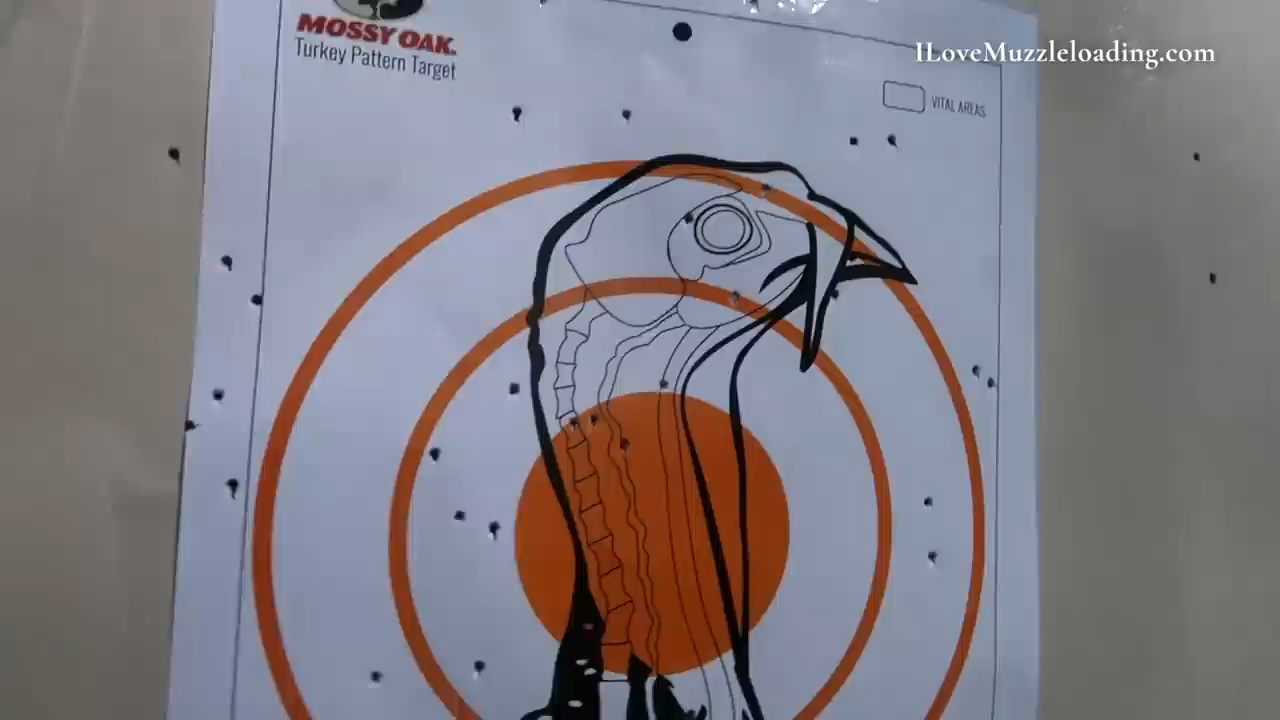 MOSSY OAK.
Turkey Pattern Target
ILoveMuzzleloading.com
VITAL AREAS